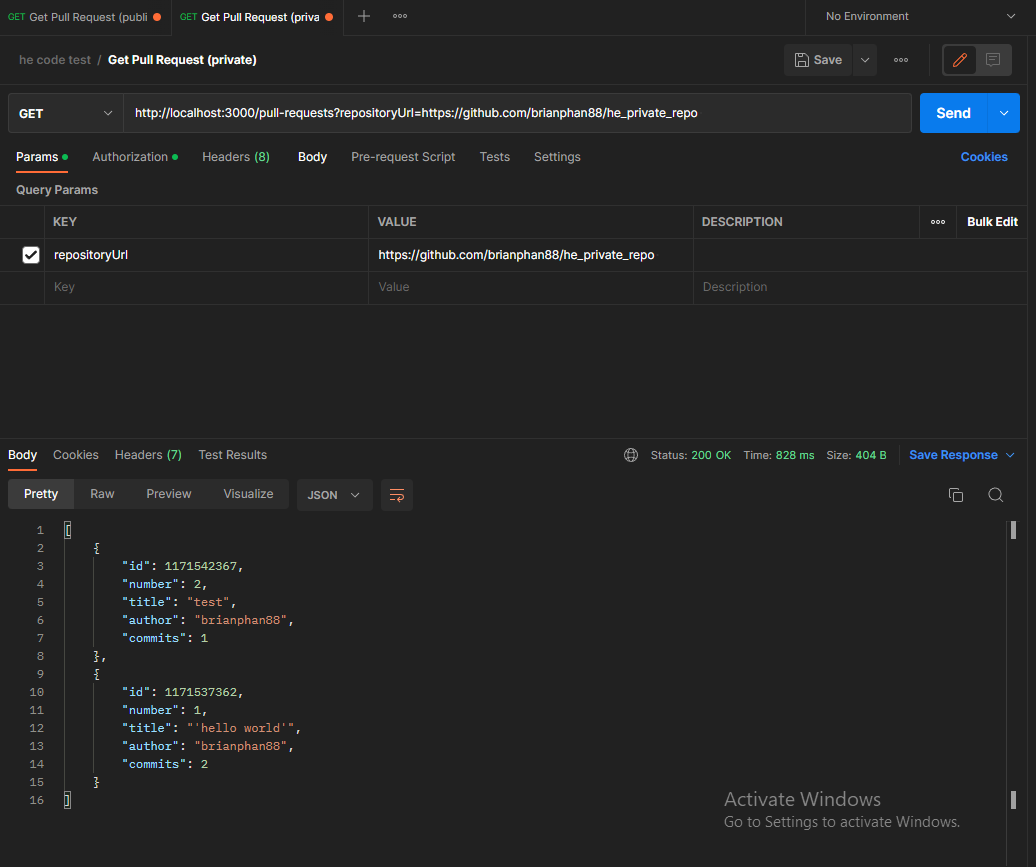 GET Get Pull Request (publi GET Get Pull Request (priva No Environment
he code test / Get Pull Request (private) Save
GET http://localhost:3000/pull-requests?repositoryUrl=https://github.com/brianphan88/he_private_repo Send
Params Authorization Headers (8) Body Pre-request Script Tests Settings Cookies
Query Params
KEY VALUE DESCRIPTION Bulk Edit
repositoryUrl https://github.com/brianphan88/he_private_repo
Key Value Description
Body Cookies Headers (7) Test Results Status: 200 OK Time: 828 ms Size: 404 B Save Response
Pretty Raw Preview Visualize JSON
1 [
2 {
3 "id": 1171542367,
4 "number": 2,
5 "title": "test",
6 "author": "brianphan88",
7 "commits": 1
8 },
9 {
10 "id": 1171537362,
11 "number": 1,
12 "title": "'hello world'",
13 "author": "brianphan88",
14 "commits": 2
15 }
16 ]
Activate Windows
Go to Settings to activate Windows.